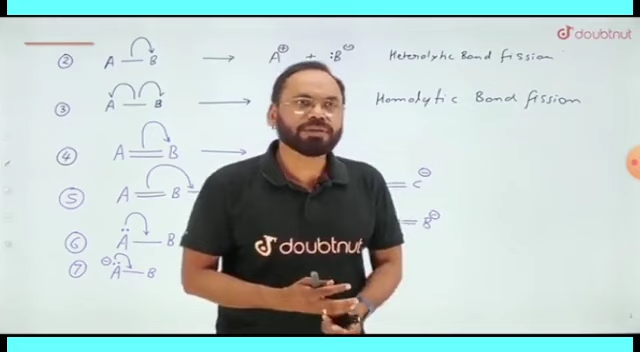 doubtnut
② A — B → A⊕ + :B⊖ Heterolytic Bond fission
③ A — B → Homolytic Bond fission
④ A = B →
⑤ A = B = C⊖
⑥ Ä — B = B⊖
⑦ ⊖Ä — B
doubtnut